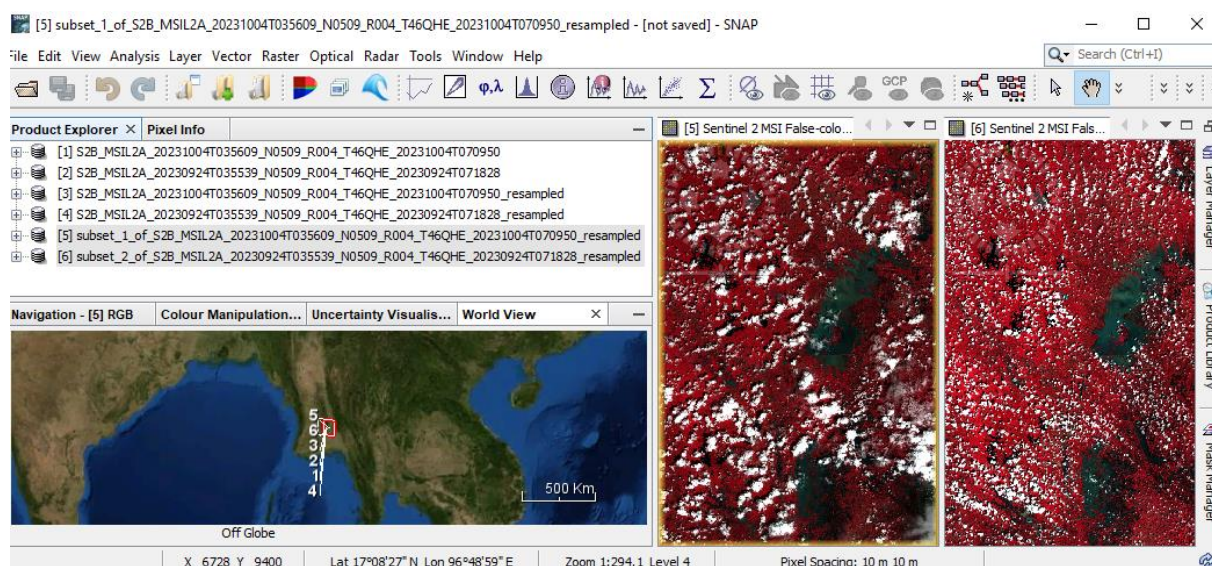 [5] subset_1_of_S2B_MSIL2A_20231004T035609_N0509_R004_T46QHE_20231004T070950_resampled - [not saved] - SNAP
File Edit View Analysis Layer Vector Raster Optical Radar Tools Window Help
Search (Ctrl+I)
φ,λ Σ GCP
Product Explorer × Pixel Info
[1] S2B_MSIL2A_20231004T035609_N0509_R004_T46QHE_20231004T070950
[2] S2B_MSIL2A_20230924T035539_N0509_R004_T46QHE_20230924T071828
[3] S2B_MSIL2A_20231004T035609_N0509_R004_T46QHE_20231004T070950_resampled
[4] S2B_MSIL2A_20230924T035539_N0509_R004_T46QHE_20230924T071828_resampled
[5] subset_1_of_S2B_MSIL2A_20231004T035609_N0509_R004_T46QHE_20231004T070950_resampled
[6] subset_2_of_S2B_MSIL2A_20230924T035539_N0509_R004_T46QHE_20230924T071828_resampled
Navigation - [5] RGB Colour Manipulation... Uncertainty Visualis... World View ×
5
6
3
2
1
4
500 Km
Off Globe
[5] Sentinel 2 MSI False-colo...
[6] Sentinel 2 MSI Fals...
Layer Manager
Product Library
Mask Manager
X 6728 Y 9400 Lat 17°08'27" N Lon 96°48'59" E Zoom 1:294.1 Level 4 Pixel Spacing: 10 m 10 m